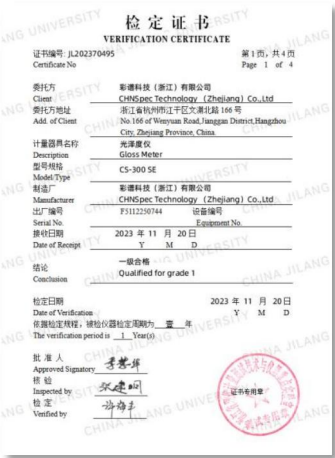 检定证书
VERIFICATION CERTIFICATE
证书编号: JL202370495 第 1 页, 共 4 页
Certificate No Page 1 of 4
委托方 彩谱科技(浙江)有限公司
Client CHNSpec Technology (Zhejiang) Co.,Ltd
委托方地址 浙江省杭州市江干区文渊北路 166 号
Add. of Client No.166 of Wenyuan Road,Jianggan District,Hangzhou
City, Zhejiang Province, China.
计量器具名称 光泽度仪
Description Gloss Meter
型号规格 CS-300 SE
Model/Type
制造厂 彩谱科技(浙江)有限公司
Manufacturer CHNSpec Technology (Zhejiang) Co.,Ltd
出厂编号 F5112250744 设备编号
Serial No. Equipment No.
接收日期 2023 年 11 月 20日
Date of Receipt Y M D
结论 一级合格
Conclusion Qualified for grade 1
检定日期 2023 年 11 月 20日
Date of Verification Y M D
依据检定规程,被检仪器检定周期为 壹 年
The verification period is 1 Year(s)
批准人
Approved Signatory
核验
Inspected by
检定
Verified by
证书专用章
CHINA JILANG UNIVERSITY